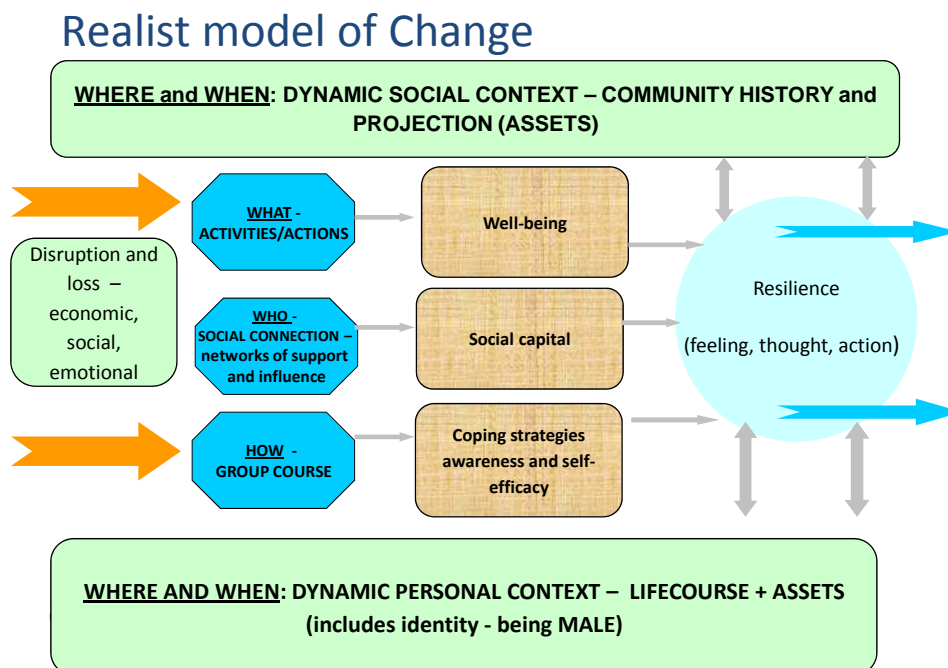 Realist model of Change
WHERE and WHEN: DYNAMIC SOCIAL CONTEXT – COMMUNITY HISTORY and
PROJECTION (ASSETS)
WHAT -
ACTIVITIES/ACTIONS
Well-being
Disruption and
loss –
economic,
social,
emotional
WHO -
SOCIAL CONNECTION –
networks of support
and influence
Social capital
Resilience
(feeling, thought, action)
HOW -
GROUP COURSE
Coping strategies
awareness and self-
efficacy
WHERE AND WHEN: DYNAMIC PERSONAL CONTEXT – LIFECOURSE + ASSETS
(includes identity - being MALE)